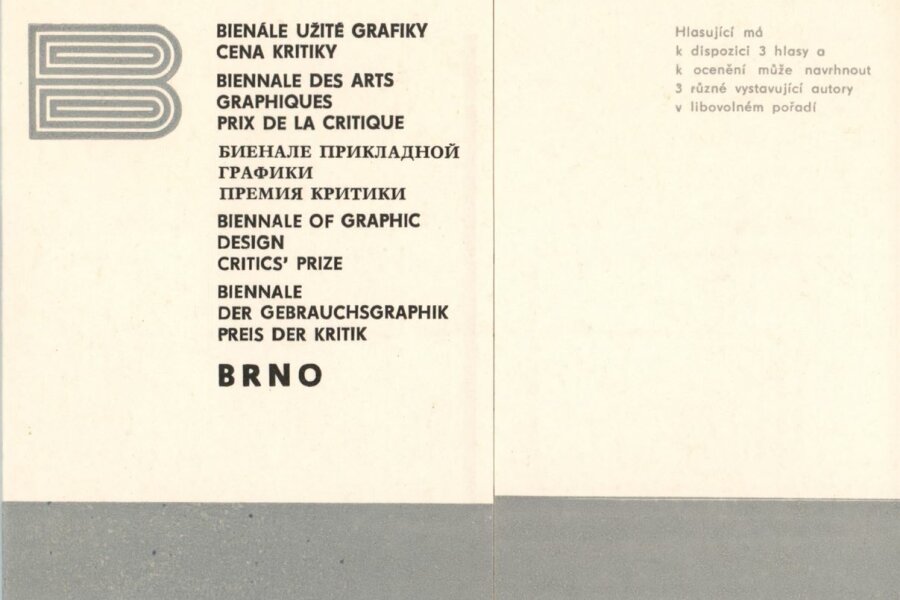 BIENÁLE UŽITÉ GRAFIKY
CENA KRITIKY
BIENNALE DES ARTS
GRAPHIQUES
PRIX DE LA CRITIQUE
БИЕНАЛЕ ПРИКЛАДНОЙ
ГРАФИКИ
ПРЕМИЯ КРИТИКИ
BIENNALE OF GRAPHIC
DESIGN
CRITICS' PRIZE
BIENNALE
DER GEBRAUCHSGRAPHIK
PREIS DER KRITIK
BRNO
Hlasující má
k dispozici 3 hlasy a
k ocenění může navrhnout
3 různé vystavující autory
v libovolném pořadí